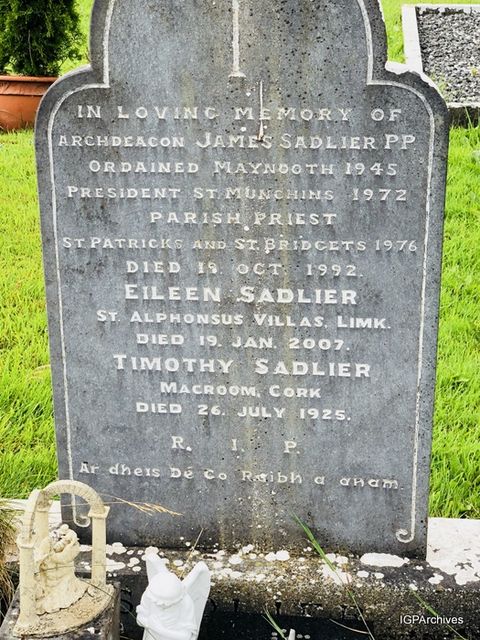 IN LOVING MEMORY OF
ARCHDEACON JAMES SADLIER PP
ORDAINED MAYNOOTH 1945
PRESIDENT ST. MUNCHINS 1972
PARISH PRIEST
ST. PATRICKS AND ST. BRIDGETS 1976
DIED 19 OCT. 1992.
EILEEN SADLIER
ST. ALPHONSUS VILLAS, LIMK.
DIED 19. JAN. 2007.
TIMOTHY SADLIER
MACROOM, CORK
DIED 26. JULY 1925.
R. I. P.
Ar dheis Dé Co Raibh a anam.
IGPArchives